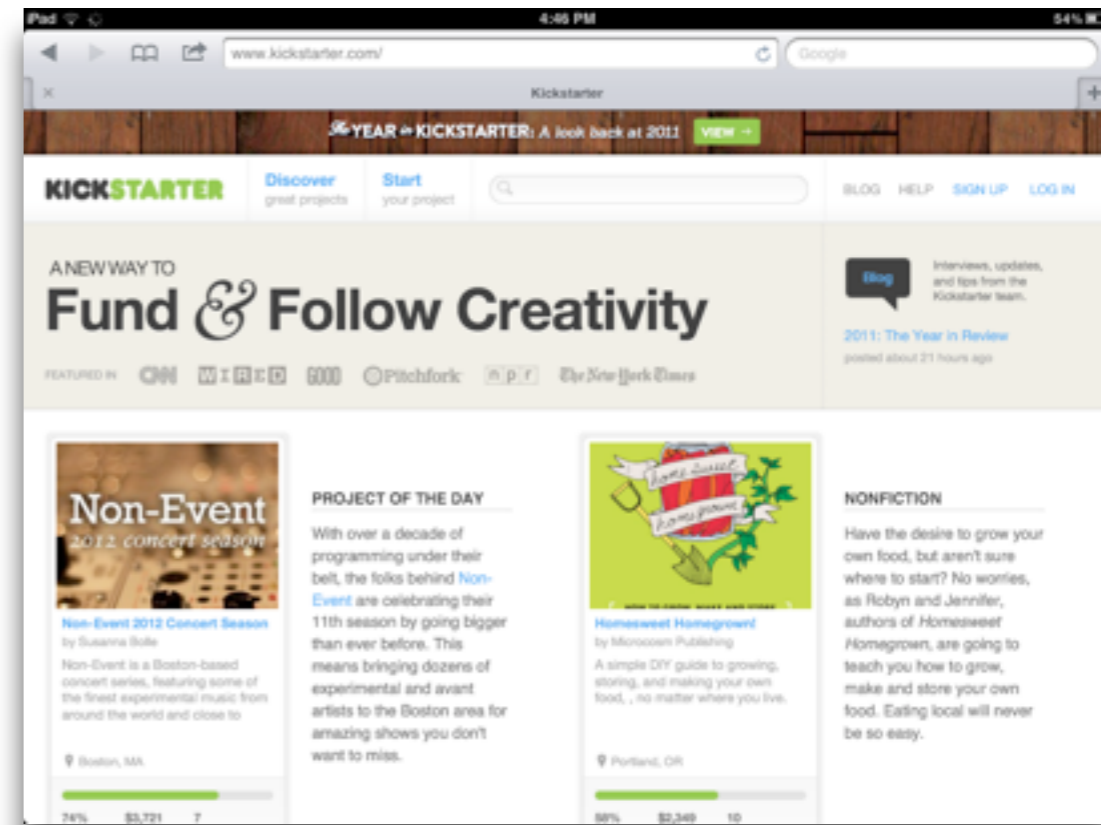 iPad 4:46 PM 54%
www.kickstarter.com/ Google
Kickstarter
The YEAR in KICKSTARTER: A look back at 2011 VIEW →
KICKSTARTER
Discover
great projects
Start
your project
BLOG HELP SIGN UP LOG IN
A NEW WAY TO
Fund & Follow Creativity
FEATURED IN CNN WIRED GOOD Pitchfork npr The New York Times
Blog
Interviews, updates,
and tips from the
Kickstarter team.
2011: The Year in Review
posted about 21 hours ago
Non-Event
2012 concert season
Non-Event 2012 Concert Season
by Susanna Bolle
Non-Event is a Boston-based
concert series, featuring some of
the finest experimental music from
around the world and close to
Boston, MA
74% $3,721 7
PROJECT OF THE DAY
With over a decade of
programming under their
belt, the folks behind Non-
Event are celebrating their
11th season by going bigger
than ever before. This
means bringing dozens of
experimental and avant
artists to the Boston area for
amazing shows you don't
want to miss.
home sweet
homegrown
HOW TO GROW, MAKE AND STORE
Homesweet Homegrown!
by Microcosm Publishing
A simple DIY guide to growing,
storing, and making your own
food, , no matter where you live.
Portland, OR
58% $2,349 10
NONFICTION
Have the desire to grow your
own food, but aren't sure
where to start? No worries,
as Robyn and Jennifer,
authors of Homesweet
Homegrown, are going to
teach you how to grow,
make and store your own
food. Eating local will never
be so easy.